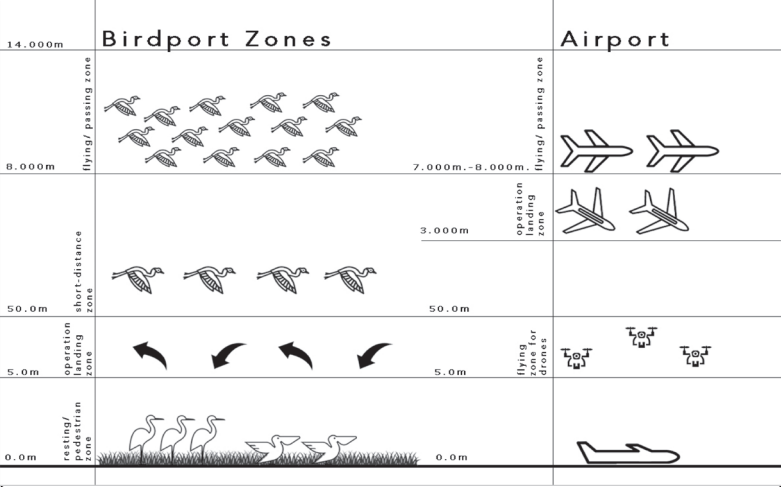 Birdport Zones
Airport
14.000m
flying/ passing zone
flying/ passing zone
8.000m
7.000m.-8.000m.
operation
landing
zone
3.000m
short-distance
zone
50.0m
50.0m
operation
landing
zone
flying
zone for
drones
5.0m
5.0m
resting/
pedestrian
zone
0.0m
0.0m